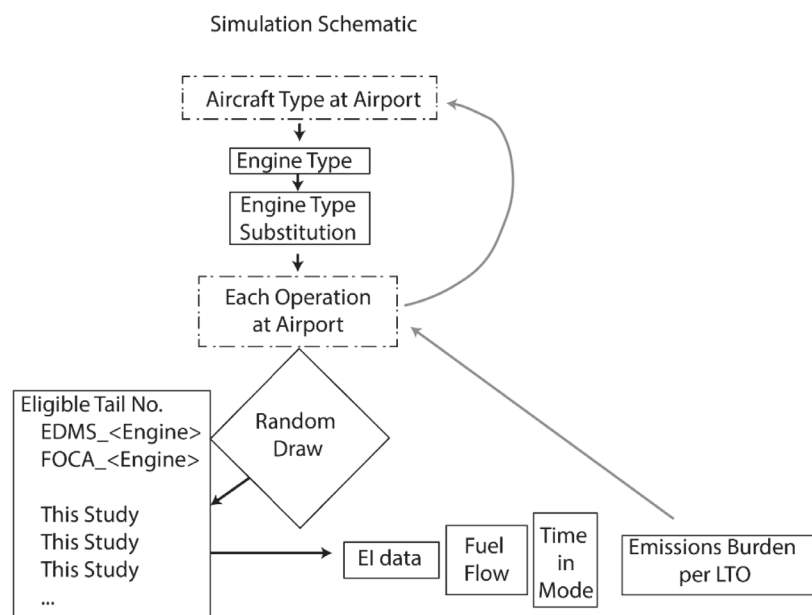 Simulation Schematic
Aircraft Type at Airport
Engine Type
Engine Type
Substitution
Each Operation
at Airport
Random
Draw
Eligible Tail No.
EDMS_<Engine>
FOCA_<Engine>
This Study
This Study
This Study
...
EI data
Fuel
Flow
Time
in
Mode
Emissions Burden
per LTO